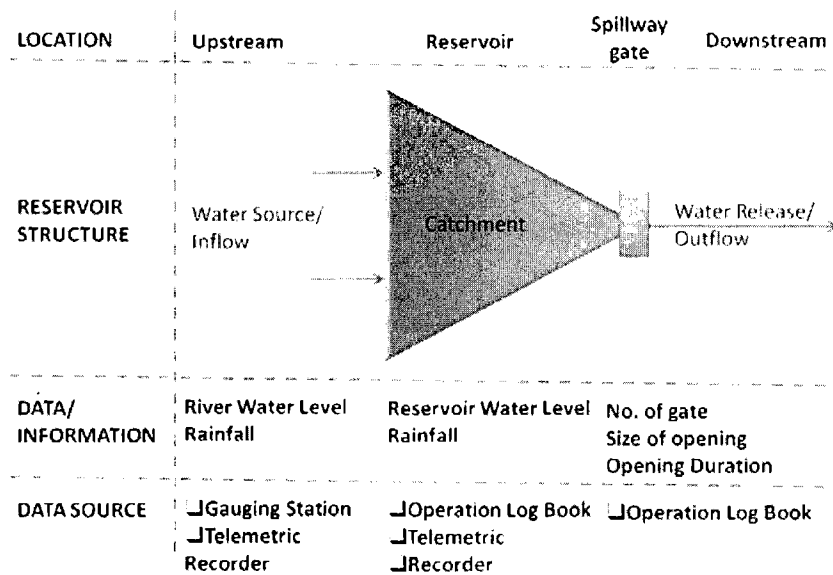 LOCATION Upstream Reservoir Spillway gate Downstream
RESERVOIR STRUCTURE
Water Source/
Inflow
Catchment
Water Release/
Outflow
DATA/ INFORMATION
River Water Level
Rainfall
Reservoir Water Level
Rainfall
No. of gate
Size of opening
Opening Duration
DATA SOURCE
❏Gauging Station
❏Telemetric
Recorder
❏Operation Log Book
❏Telemetric
❏Recorder
❏Operation Log Book